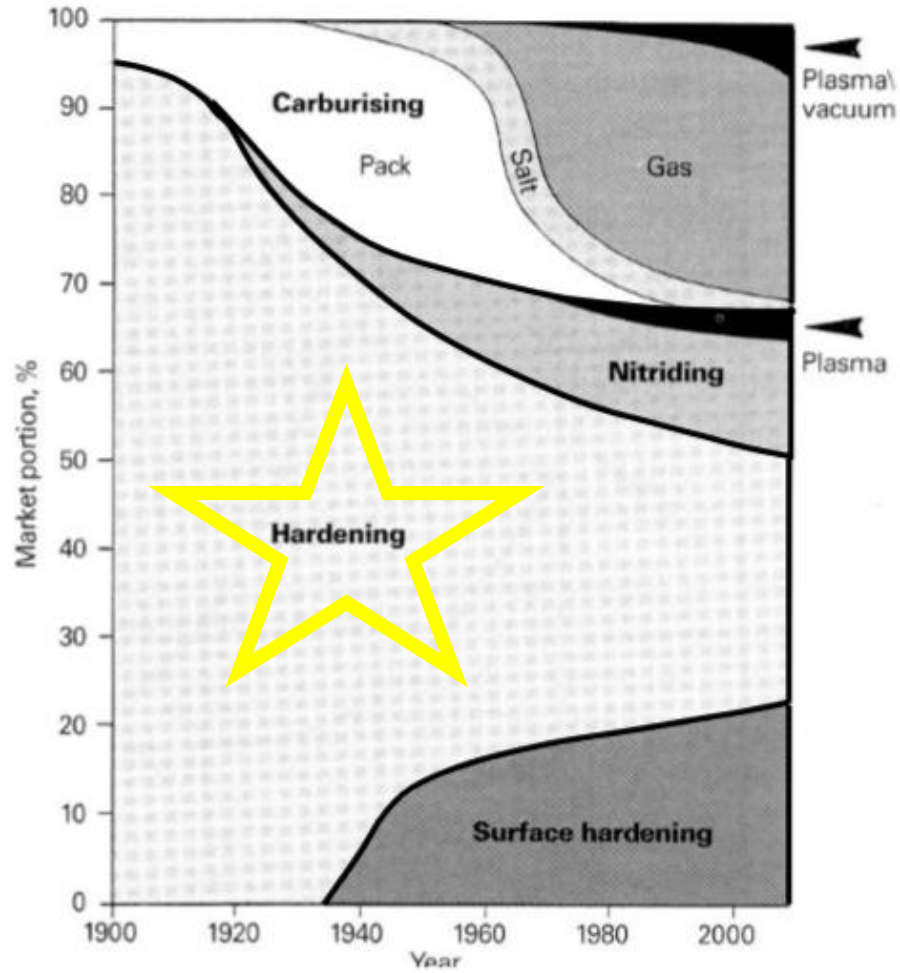 100
90
80
70
60
50
40
30
20
10
0
Market portion, %
Carburising
Pack
Salt
Gas
Plasma\
vacuum
Plasma
Nitriding
Hardening
Surface hardening
1900 1920 1940 1960 1980 2000
Year